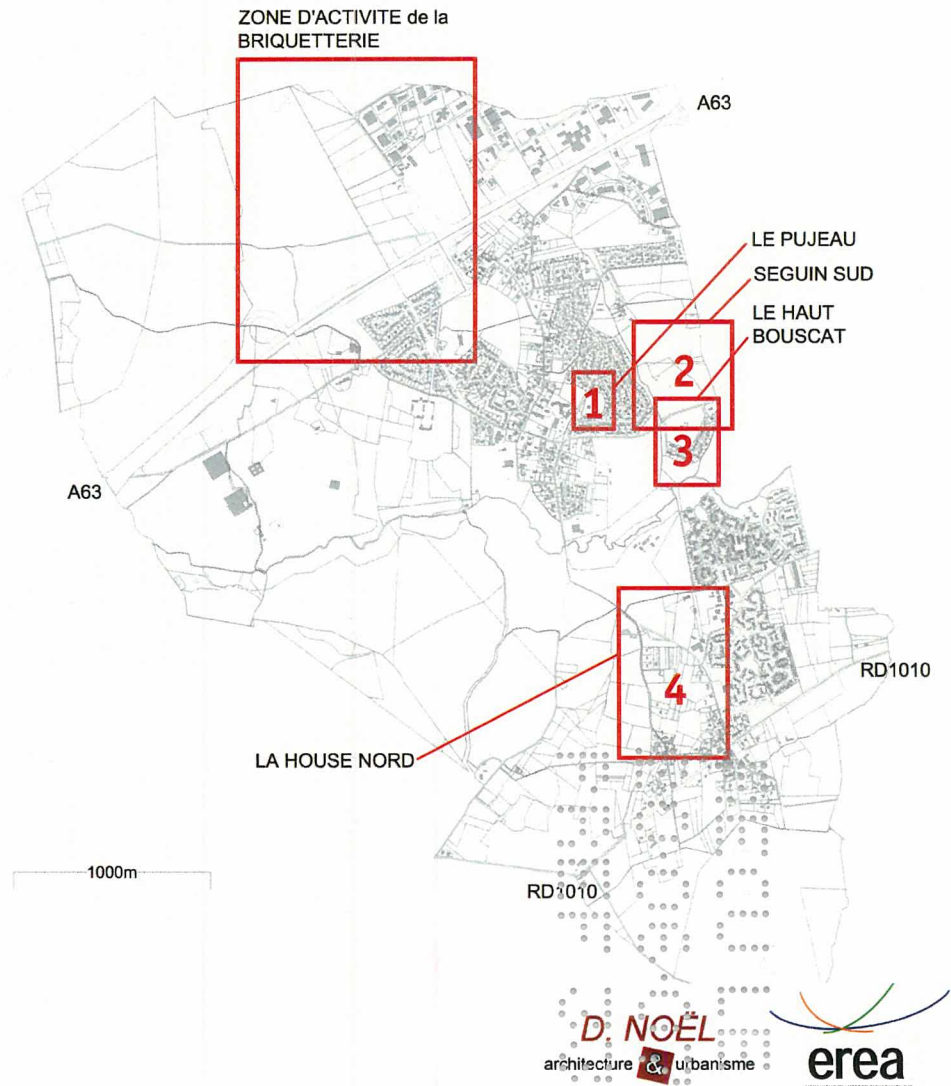 ZONE D'ACTIVITE de la
BRIQUETTERIE
A63
LE PUJEAU
SEGUIN SUD
LE HAUT
BOUSCAT
2
1
3
A63
4
RD1010
LA HOUSE NORD
1000m
RD1010
D. NOËL
architecture & urbanisme
erea